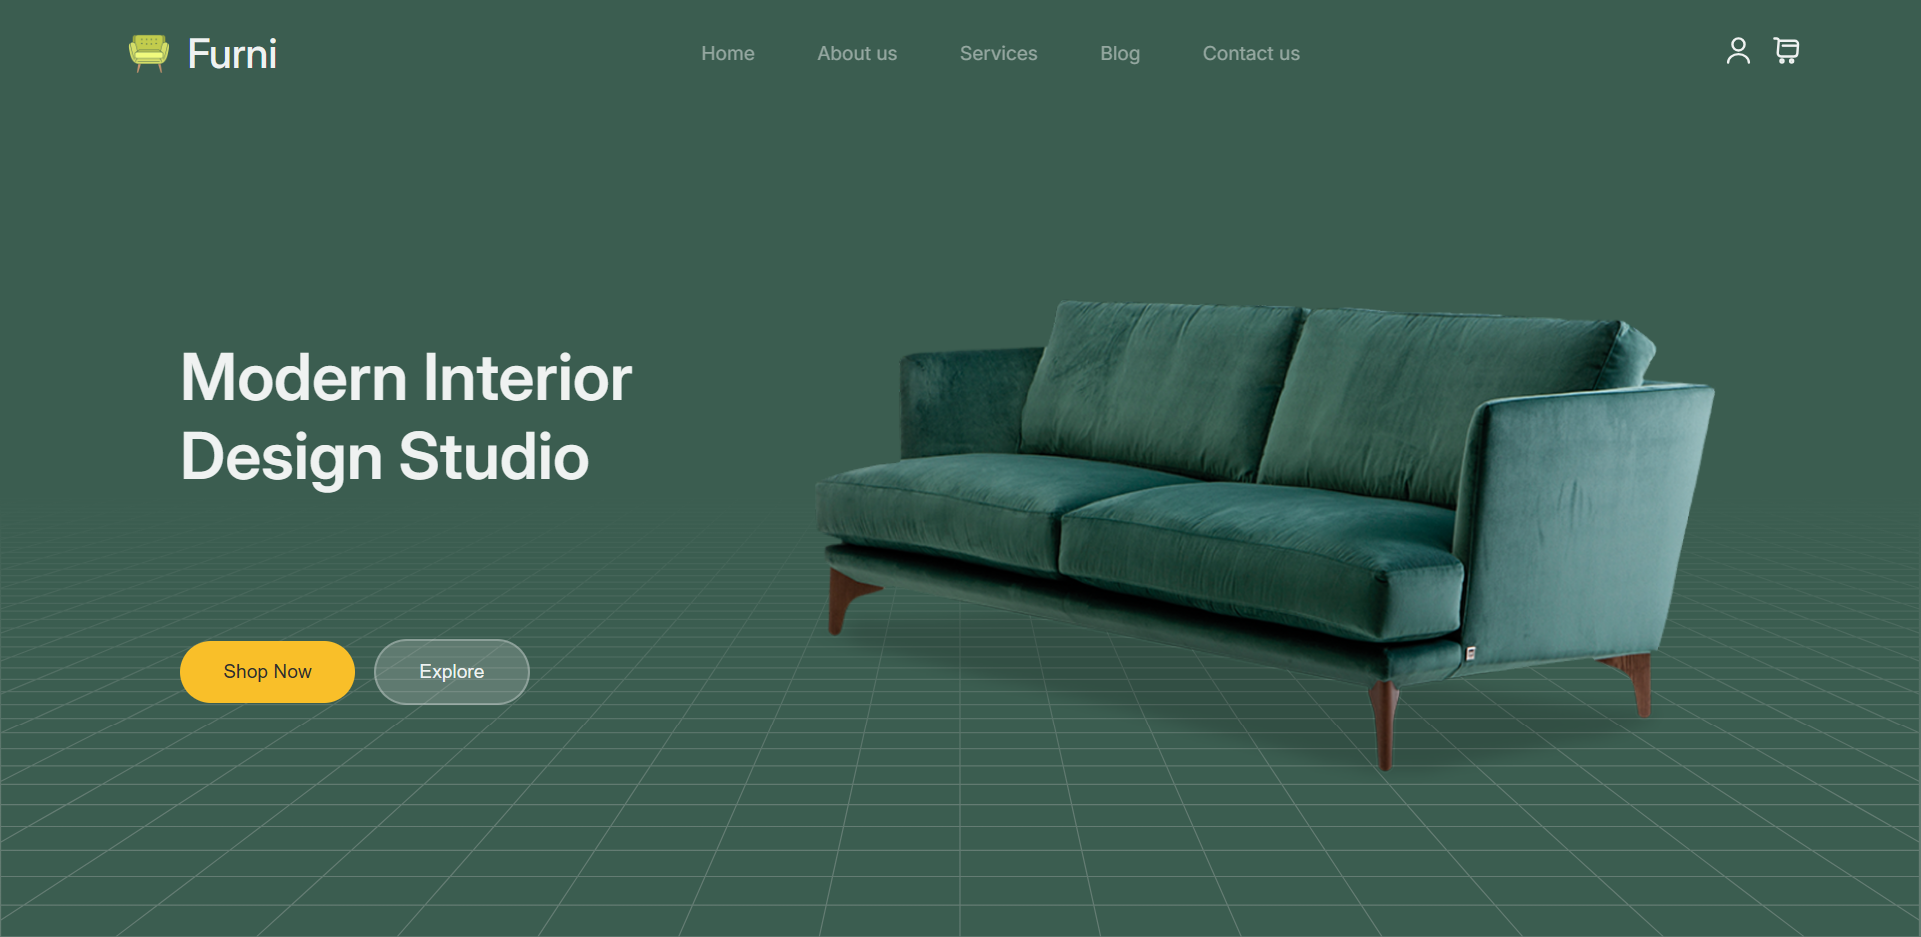 Furni
Home
About us
Services
Blog
Contact us
Modern Interior
Design Studio
Shop Now
Explore